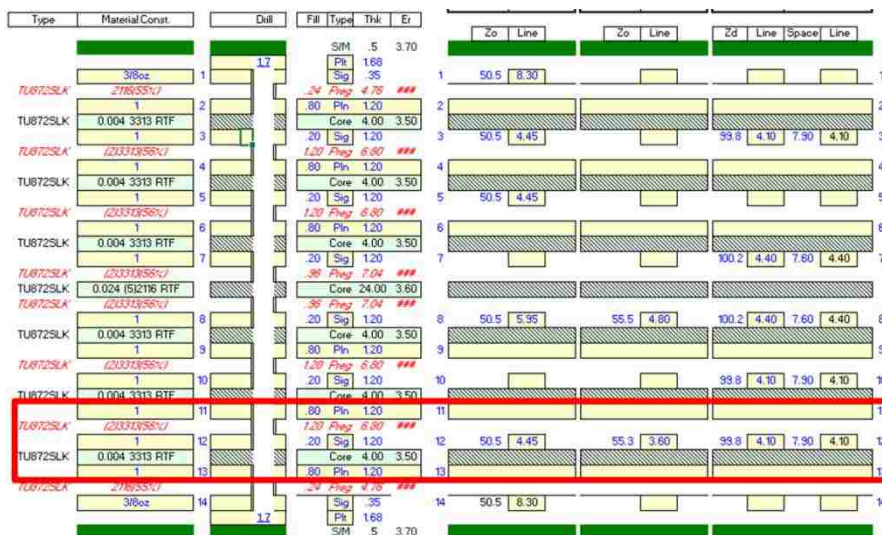 Type Material Const. Drill Fill Type Thk Er Zo Line Zo Line Zd Line Space Line
S/M .5 3.70
1.7 Plt 1.68
3/8oz 1 Sig .35 1 50.5 8.30
TU872SLK 2116(55%) .24 Preg 4.76 ###
1 2 .80 Pln 1.20 2
TU872SLK 0.004 3313 RTF Core 4.00 3.50
1 3 .20 Sig 1.20 3 50.5 4.45 99.8 4.10 7.90 4.10
TU872SLK (2)3313(56%) 1.20 Preg 6.80 ###
1 4 .80 Pln 1.20 4
TU872SLK 0.004 3313 RTF Core 4.00 3.50
1 5 .20 Sig 1.20 5 50.5 4.45
TU872SLK (2)3313(56%) 1.20 Preg 6.80 ###
1 6 .80 Pln 1.20 6
TU872SLK 0.004 3313 RTF Core 4.00 3.50
1 7 .20 Sig 1.20 7 100.2 4.40 7.60 4.40
TU872SLK (2)3313(56%) .96 Preg 7.04 ###
TU872SLK 0.024 (5)2116 RTF Core 24.00 3.60
TU872SLK (2)3313(56%) .96 Preg 7.04 ###
1 8 .20 Sig 1.20 8 50.5 5.95 55.5 4.80 100.2 4.40 7.60 4.40
TU872SLK 0.004 3313 RTF Core 4.00 3.50
1 9 .80 Pln 1.20 9
TU872SLK (2)3313(56%) 1.20 Preg 6.80 ###
1 10 .20 Sig 1.20 10 99.8 4.10 7.90 4.10
TU872SLK 0.004 3313 RTF Core 4.00 3.50
1 11 .80 Pln 1.20 11
TU872SLK (2)3313(56%) 1.20 Preg 6.80 ###
1 12 .20 Sig 1.20 12 50.5 4.45 55.3 3.60 99.8 4.10 7.90 4.10
TU872SLK 0.004 3313 RTF Core 4.00 3.50
1 13 .80 Pln 1.20 13
TU872SLK 2116(55%) .24 Preg 4.76 ###
3/8oz 14 Sig .35 14 50.5 8.30
1.7 Plt 1.68
S/M .5 3.70